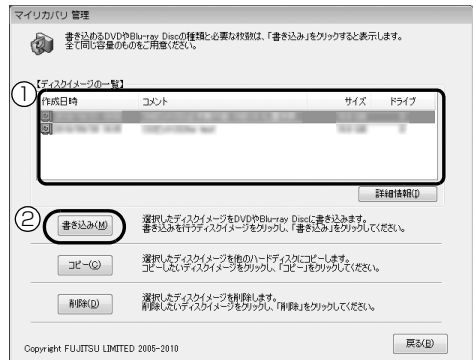 マイリカバリ 管理
書き込めるDVDやBlu-ray Discの種類と必要な枚数は、「書き込み」をクリックすると表示します。
全て同じ容量のものをご用意ください。
【ディスクイメージの一覧】
①
作成日時 コメント サイズ ドライブ
詳細情報(I)
②
書き込み(M)
選択したディスクイメージをDVDやBlu-ray Discに書き込みます。
書き込みを行うディスクイメージをクリックし、「書き込み」をクリックしてください。
コピー(C)
選択したディスクイメージを他のハードディスクにコピーします。
コピーしたいディスクイメージをクリックし、「コピー」をクリックしてください。
削除(D)
選択したディスクイメージを削除します。
削除したいディスクイメージをクリックし、「削除」をクリックしてください。
Copyright FUJITSU LIMITED 2005-2010
戻る(B)